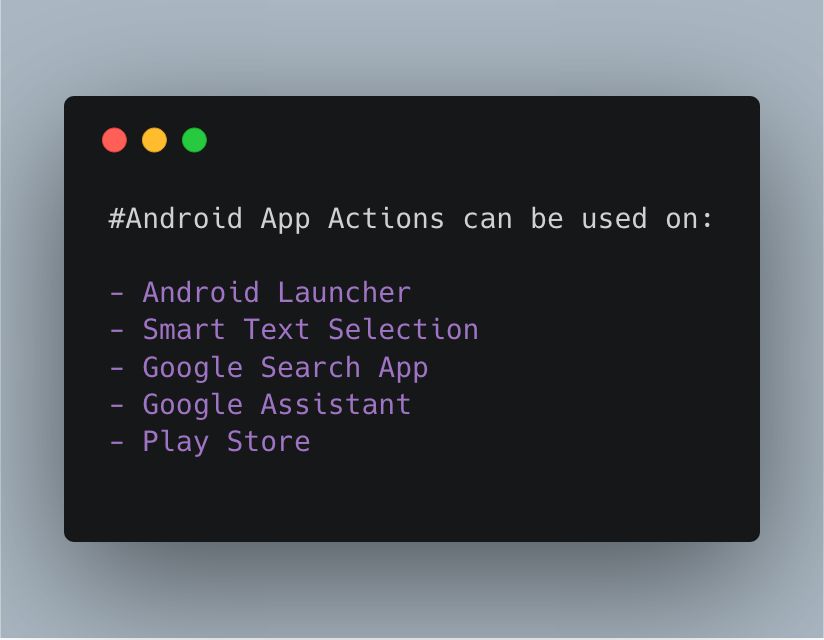 #Android App Actions can be used on:
- Android Launcher
- Smart Text Selection
- Google Search App
- Google Assistant
- Play Store